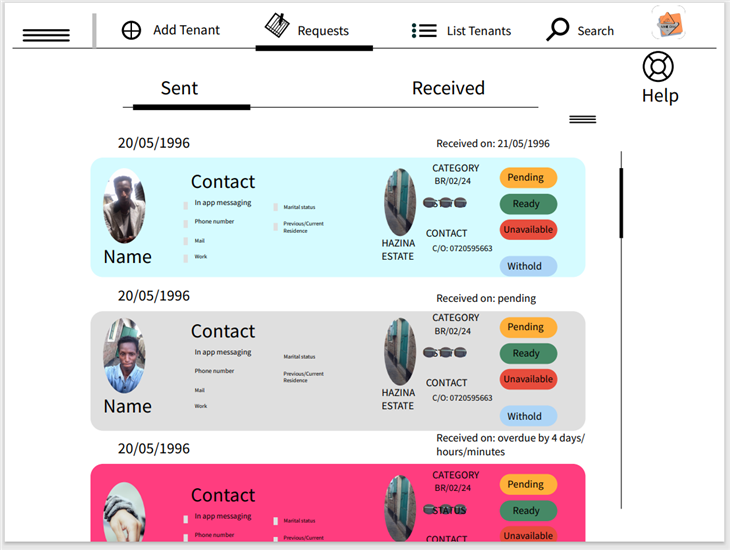 Add Tenant
Requests
List Tenants
Search
Help
Sent
Received
20/05/1996
Received on: 21/05/1996
Contact
In app messaging
Phone number
Mail
Work
Marital status
Previous/Current
Residence
Name
HAZINA
ESTATE
CATEGORY
BR/02/24
CONTACT
C/O: 0720595663
Pending
Ready
Unavailable
Withold
20/05/1996
Received on: pending
Contact
In app messaging
Phone number
Mail
Work
Marital status
Previous/Current
Residence
Name
HAZINA
ESTATE
CATEGORY
BR/02/24
CONTACT
C/O: 0720595663
Pending
Ready
Unavailable
Withold
20/05/1996
Received on: overdue by 4 days/
hours/minutes
Contact
In app messaging
Phone number
Marital status
Previous/Current
CATEGORY
BR/02/24
STATUS
CONTACT
Pending
Ready
Unavailable